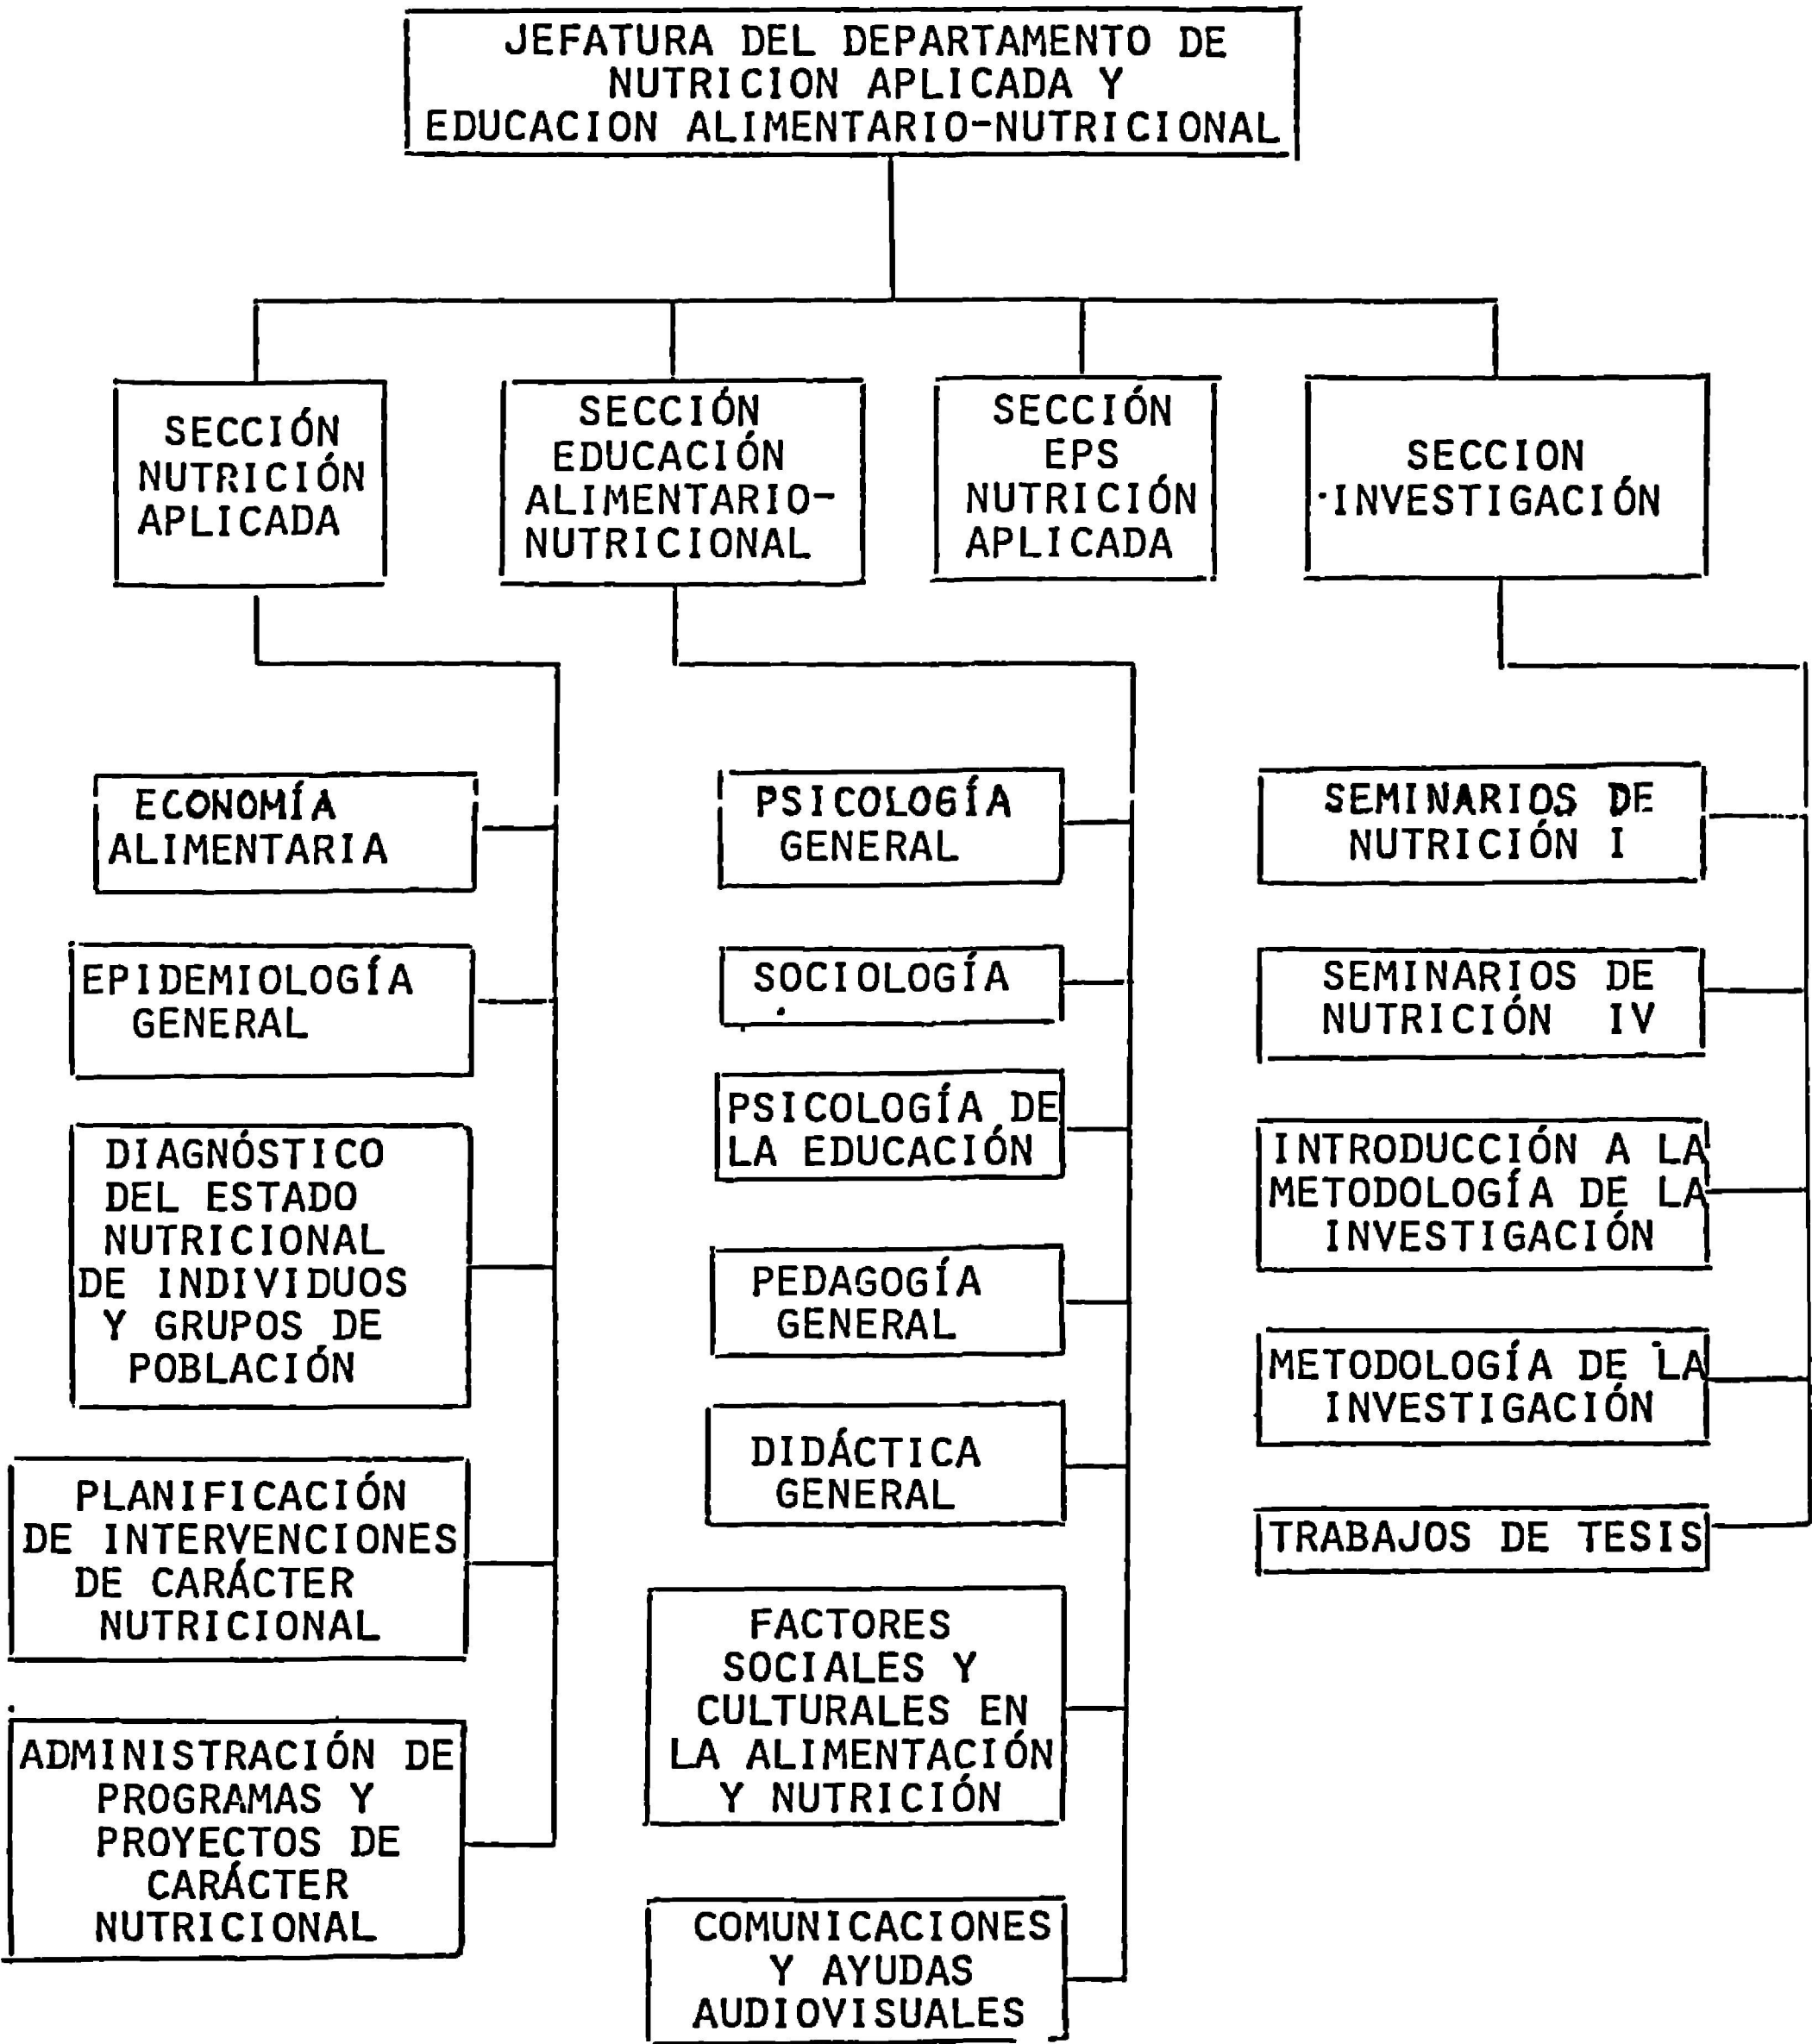 JEFATURA DEL DEPARTAMENTO DE
NUTRICION APLICADA Y
EDUCACION ALIMENTARIO-NUTRICIONAL
SECCIÓN
NUTRICIÓN
APLICADA
SECCIÓN
EDUCACIÓN
ALIMENTARIO-
NUTRICIONAL
SECCIÓN
EPS
NUTRICIÓN
APLICADA
SECCION
INVESTIGACIÓN
ECONOMÍA
ALIMENTARIA
EPIDEMIOLOGÍA
GENERAL
DIAGNÓSTICO
DEL ESTADO
NUTRICIONAL
DE INDIVIDUOS
Y GRUPOS DE
POBLACIÓN
PLANIFICACIÓN
DE INTERVENCIONES
DE CARÁCTER
NUTRICIONAL
ADMINISTRACIÓN DE
PROGRAMAS Y
PROYECTOS DE
CARÁCTER
NUTRICIONAL
PSICOLOGÍA
GENERAL
SOCIOLOGÍA
PSICOLOGÍA DE
LA EDUCACIÓN
PEDAGOGÍA
GENERAL
DIDÁCTICA
GENERAL
FACTORES
SOCIALES Y
CULTURALES EN
LA ALIMENTACIÓN
Y NUTRICIÓN
COMUNICACIONES
Y AYUDAS
AUDIOVISUALES
SEMINARIOS DE
NUTRICIÓN I
SEMINARIOS DE
NUTRICIÓN IV
INTRODUCCIÓN A LA
METODOLOGÍA DE LA
INVESTIGACIÓN
METODOLOGÍA DE LA
INVESTIGACIÓN
TRABAJOS DE TESIS